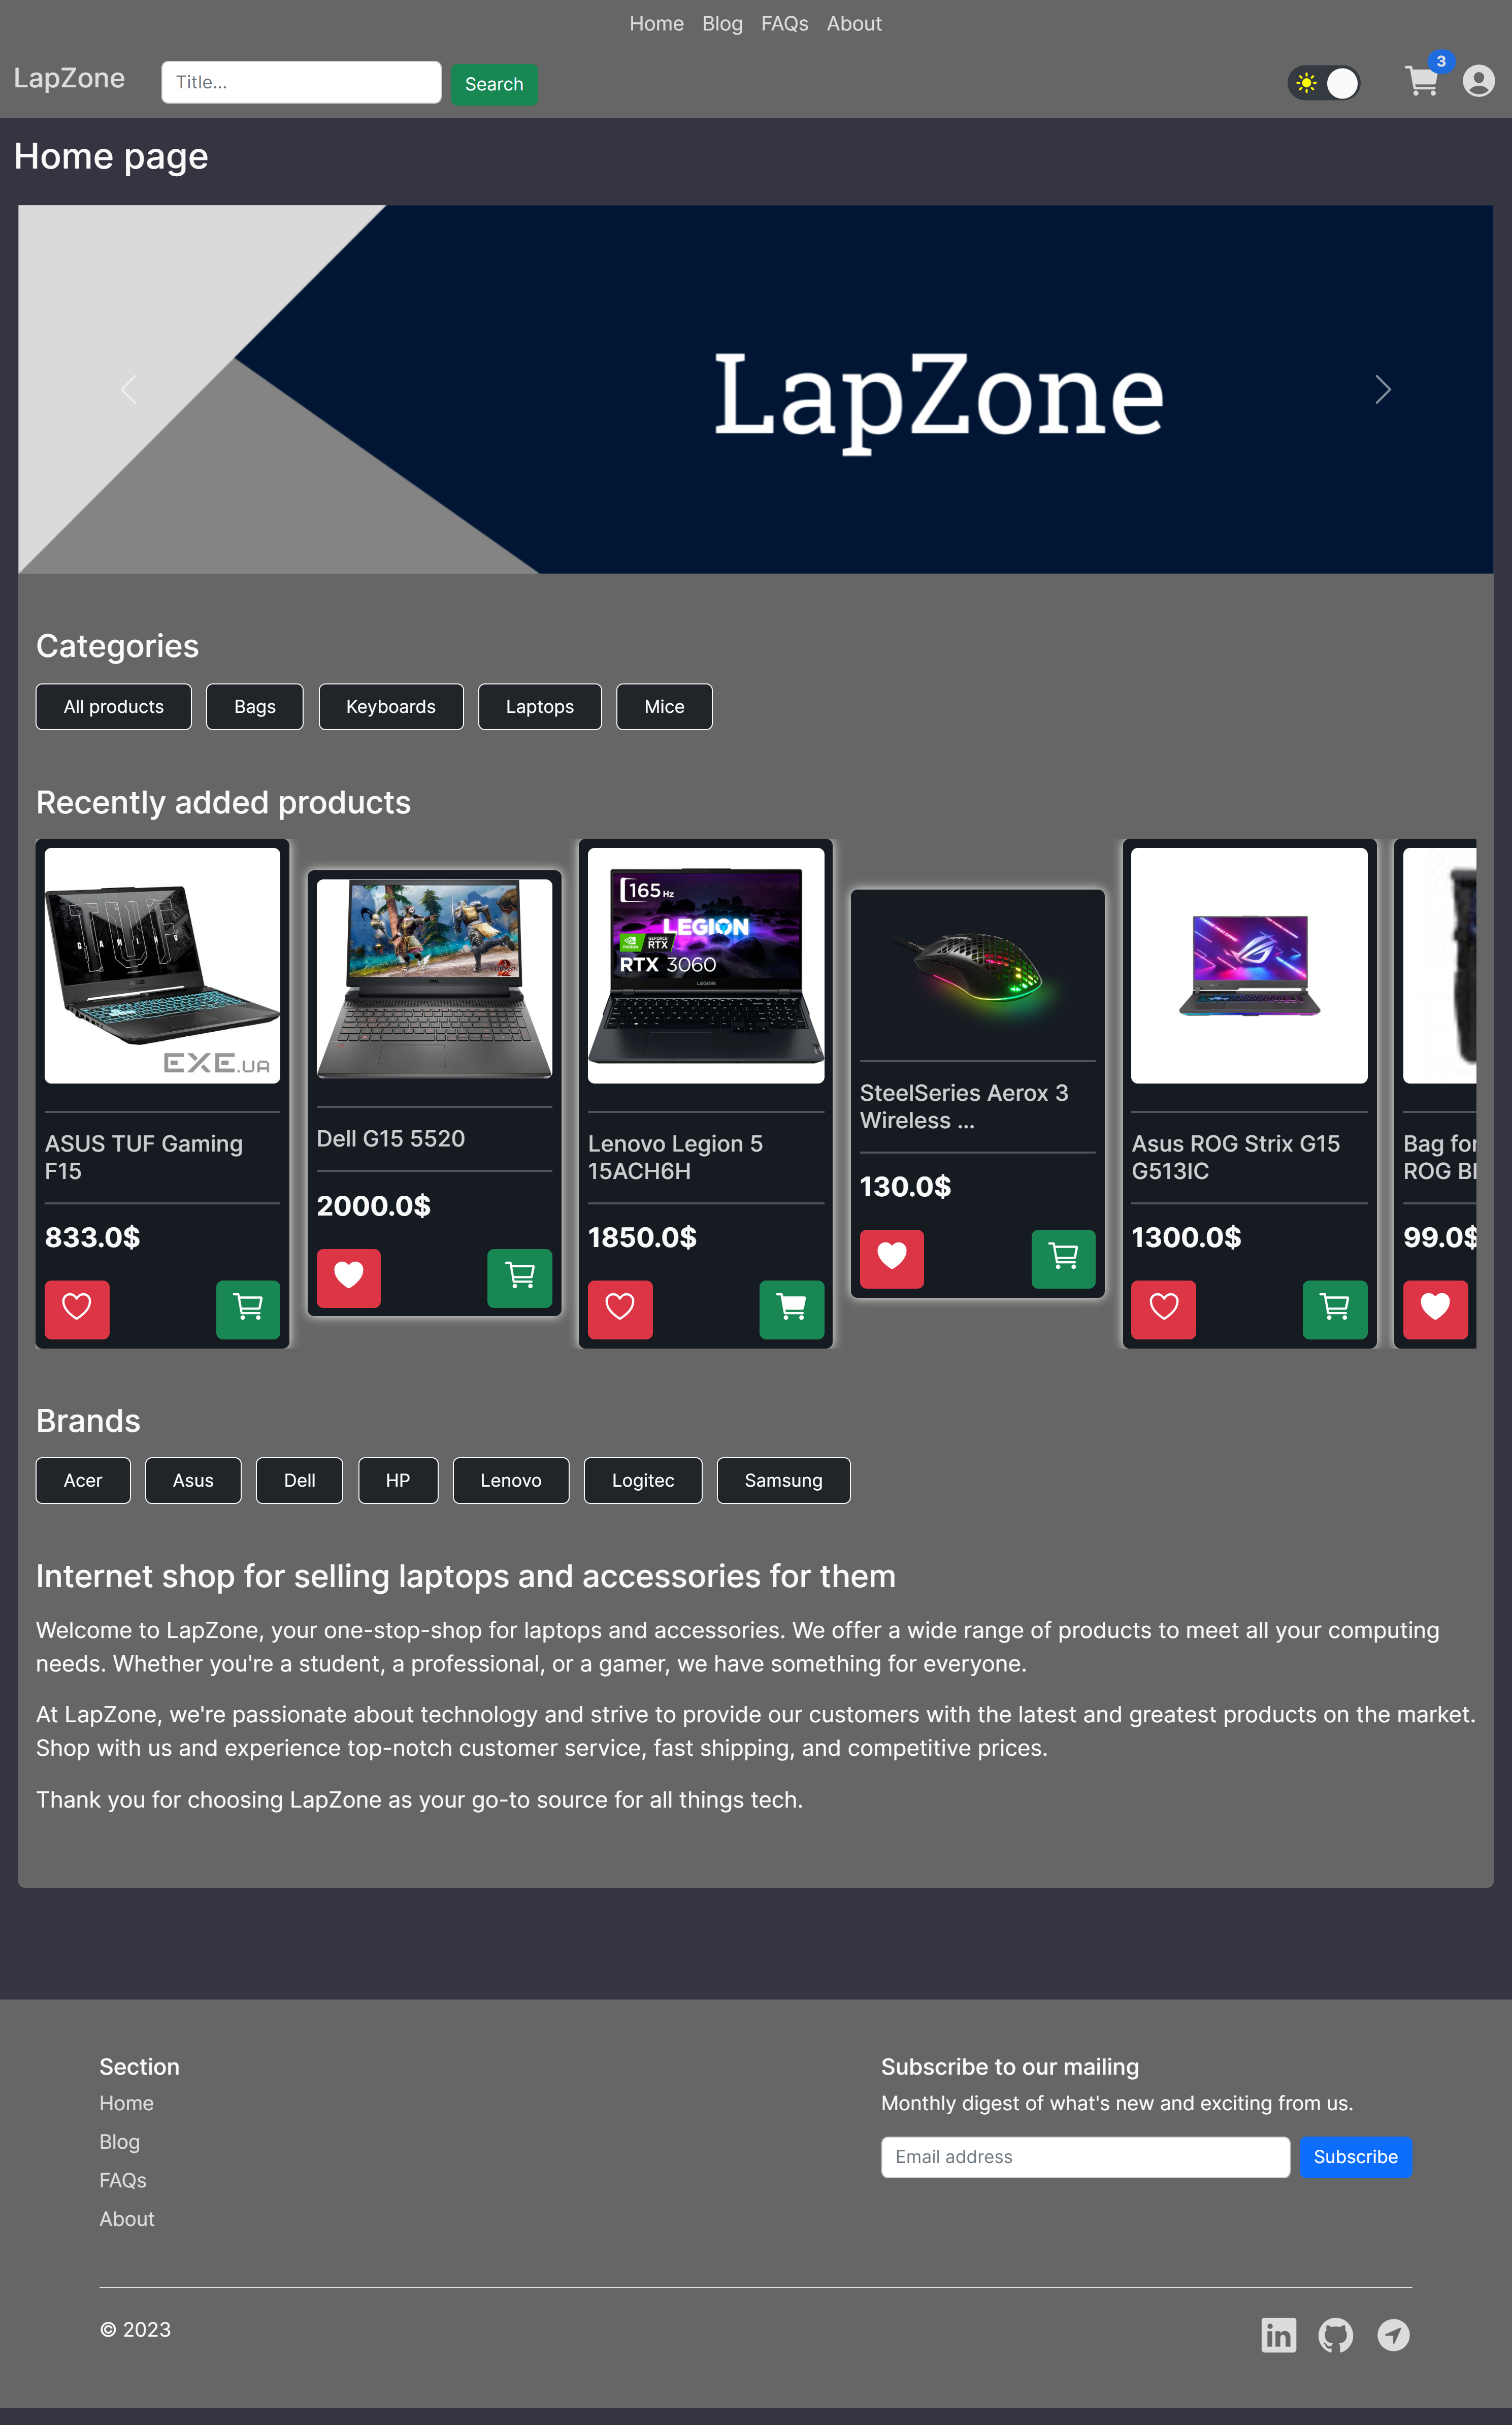 Home Blog FAQs About
LapZone
Title...
Search
3
Home page
LapZone
Categories
All products
Bags
Keyboards
Laptops
Mice
Recently added products
TUF
GAMING
EXE.UA
ASUS TUF Gaming
F15
833.0$
DELL
Dell G15 5520
2000.0$
165 Hz
LEGION
NVIDIA
GEFORCE
RTX
RTX 3060
LEGION
Lenovo Legion 5
15ACH6H
1850.0$
SteelSeries Aerox 3
Wireless ...
130.0$
Asus ROG Strix G15
G513IC
1300.0$
Bag for
99.0$
Brands
Acer
Asus
Dell
HP
Lenovo
Logitec
Samsung
Internet shop for selling laptops and accessories for them
Welcome to LapZone, your one-stop-shop for laptops and accessories. We offer a wide range of products to meet all your computing
needs. Whether you're a student, a professional, or a gamer, we have something for everyone.
At LapZone, we're passionate about technology and strive to provide our customers with the latest and greatest products on the market.
Shop with us and experience top-notch customer service, fast shipping, and competitive prices.
Thank you for choosing LapZone as your go-to source for all things tech.
Section
Home
Blog
FAQs
About
Subscribe to our mailing
Monthly digest of what's new and exciting from us.
Email address
Subscribe
© 2023
in